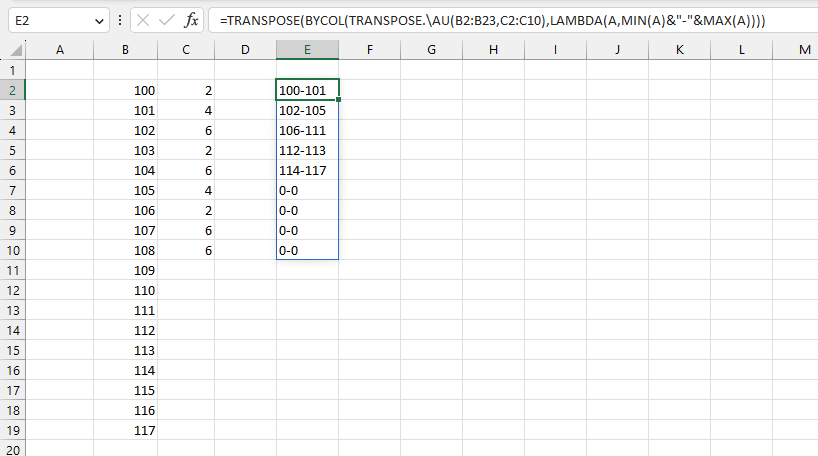 E2 fx =TRANSPOSE(BYCOL(TRANSPOSE.\AU(B2:B23,C2:C10),LAMBDA(A,MIN(A)&"-"&MAX(A))))
A B C D E F G H I J K L M
1
2 100 2 100-101
3 101 4 102-105
4 102 6 106-111
5 103 2 112-113
6 104 6 114-117
7 105 4 0-0
8 106 2 0-0
9 107 6 0-0
10 108 6 0-0
11 109
12 110
13 111
14 112
15 113
16 114
17 115
18 116
19 117
20